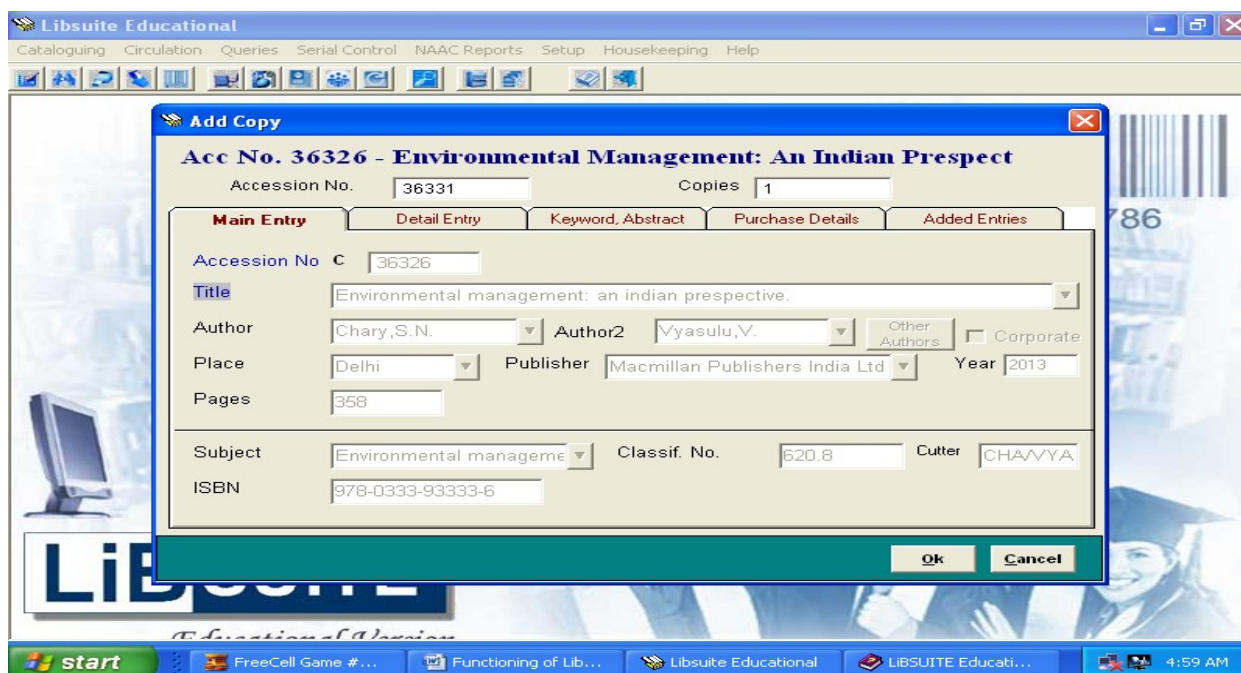 Libsuite Educational
Cataloguing Circulation Queries Serial Control NAAC Reports Setup Housekeeping Help
Add Copy
Acc No. 36326 - Environmental Management: An Indian Prespect
Accession No. 36331 Copies 1
Main Entry Detail Entry Keyword, Abstract Purchase Details Added Entries
786
Accession No C 36326
Title Environmental management: an indian prespective.
Author Chary,S.N. Author2 Vyasulu,V. Other Authors Corporate
Place Delhi Publisher Macmillan Publishers India Ltd Year 2013
Pages 358
Subject Environmental manageme Classif. No. 620.8 Cutter CHA/VYA
ISBN 978-0333-93333-6
Ok Cancel
LiBSUITE
Educational Version
start FreeCell Game #... Functioning of Lib... Libsuite Educational LiBSUITE Educati... 4:59 AM